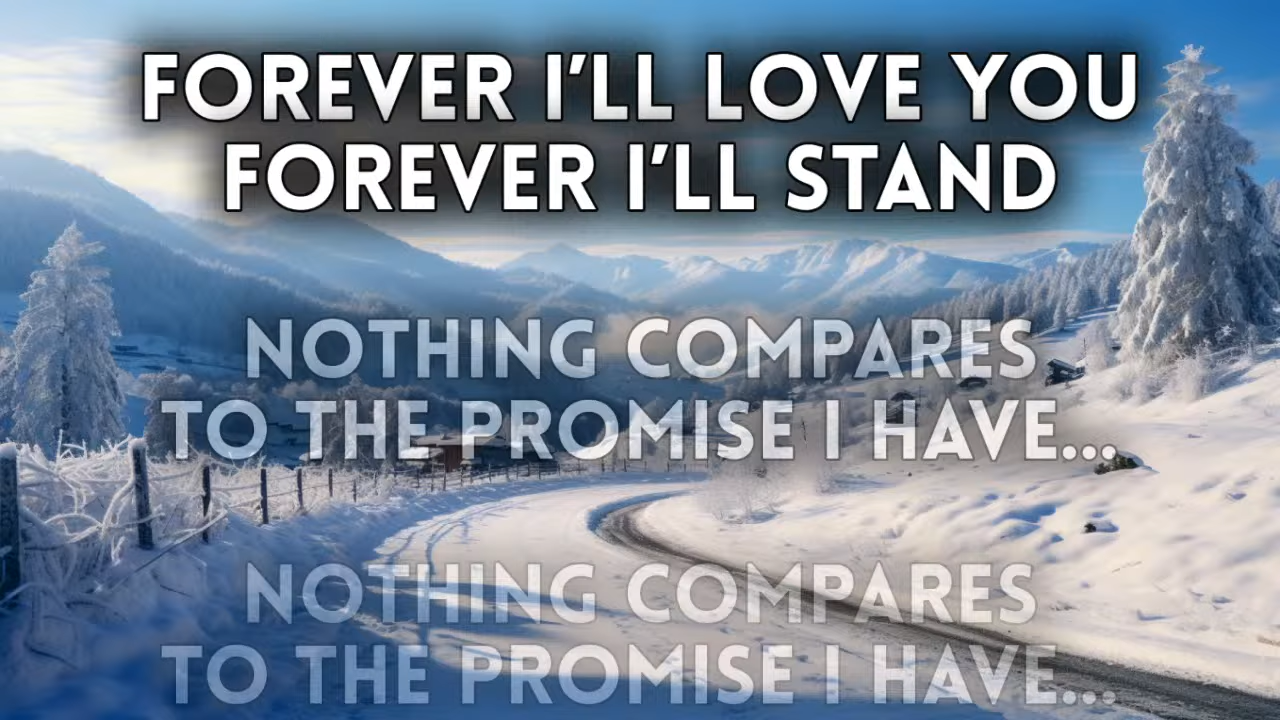 FOREVER I'LL LOVE YOU
FOREVER I'LL STAND
NOTHING COMPARES
TO THE PROMISE I HAVE...
NOTHING COMPARES
TO THE PROMISE I HAVE...